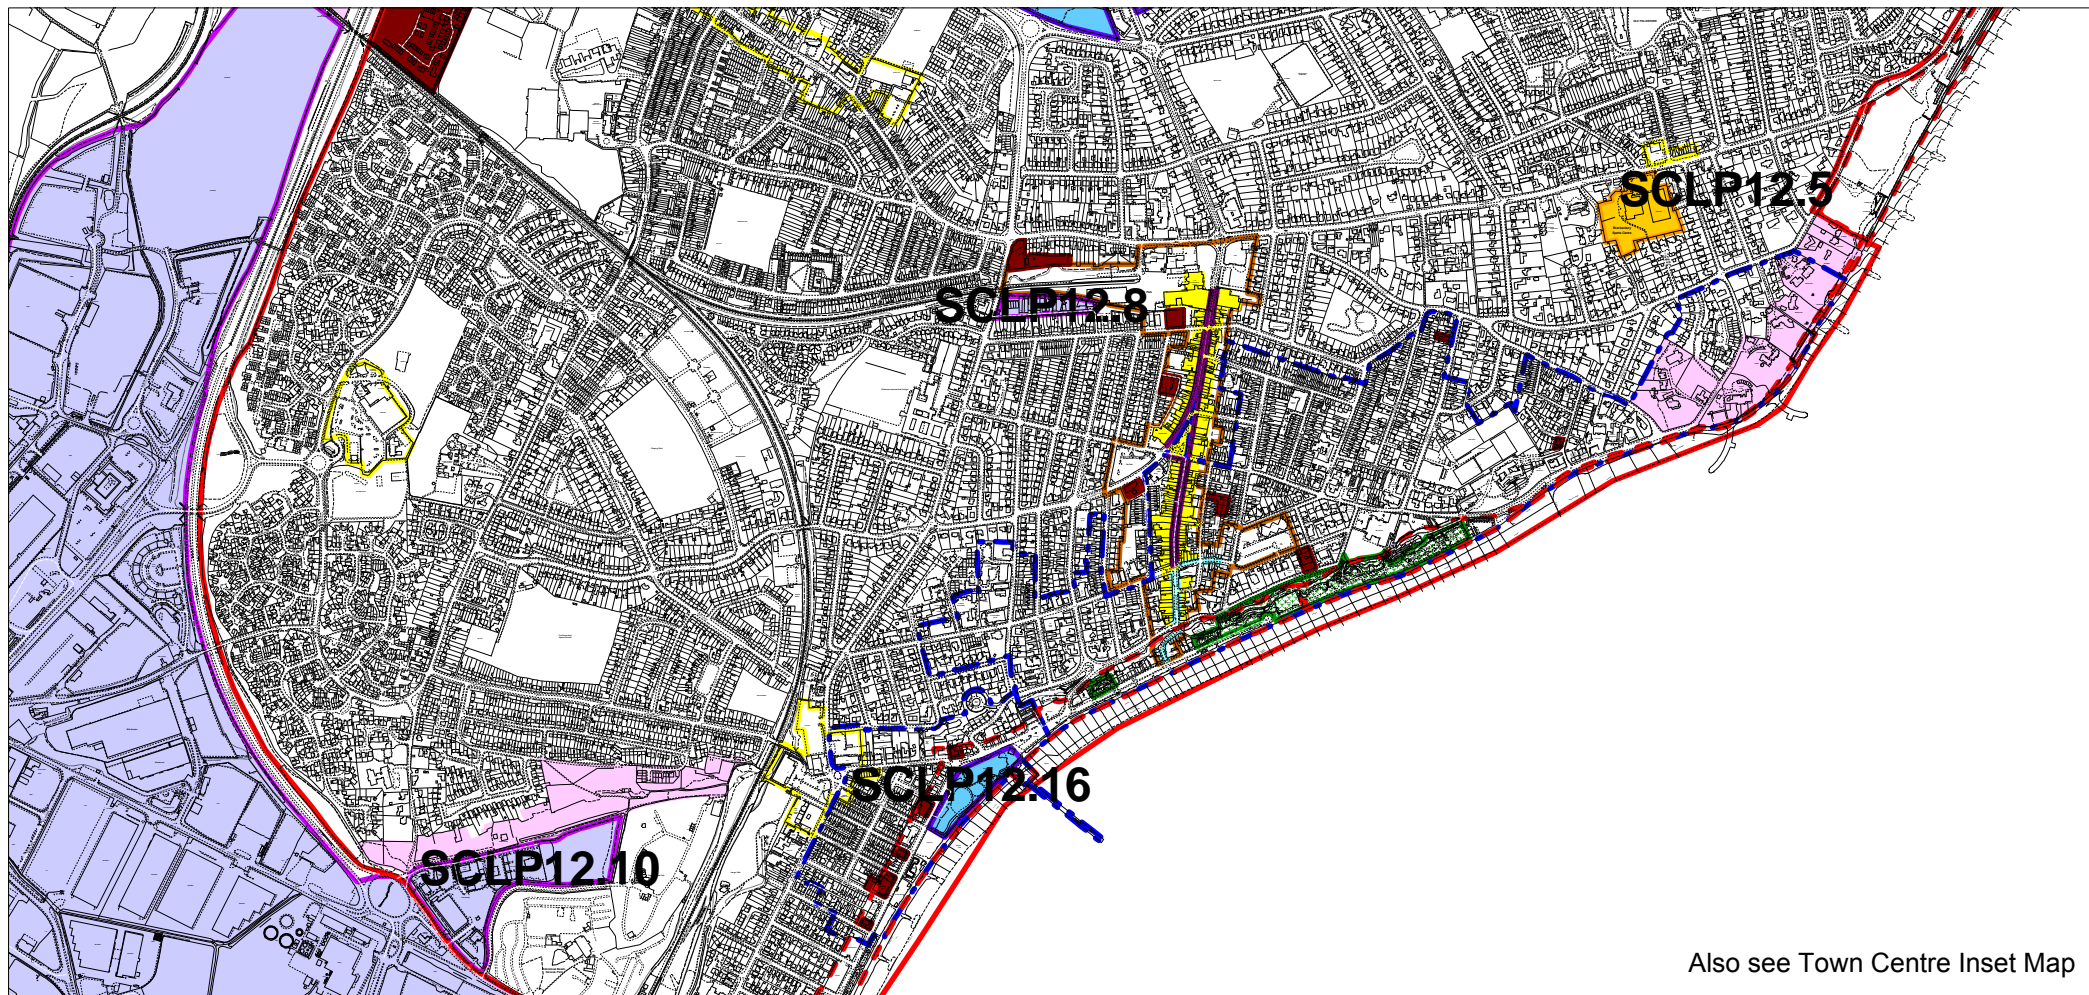 SCLP12.5
SCLP12.8
SCLP12.16
SCLP12.10
Also see Town Centre Inset Map